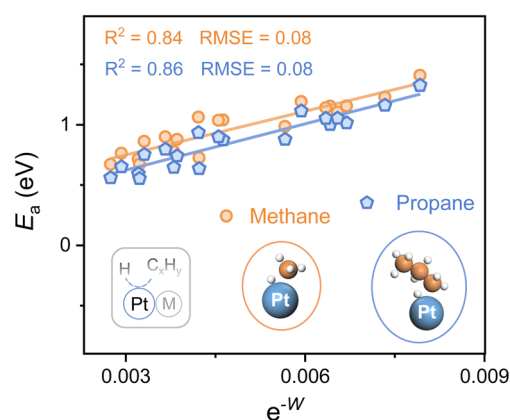 R² = 0.84 RMSE = 0.08
R² = 0.86 RMSE = 0.08
1
0
Eₐ (eV)
Methane
Propane
H CₓHᵧ
Pt M
Pt
Pt
0.003
0.006
0.009
e⁻ᵂ